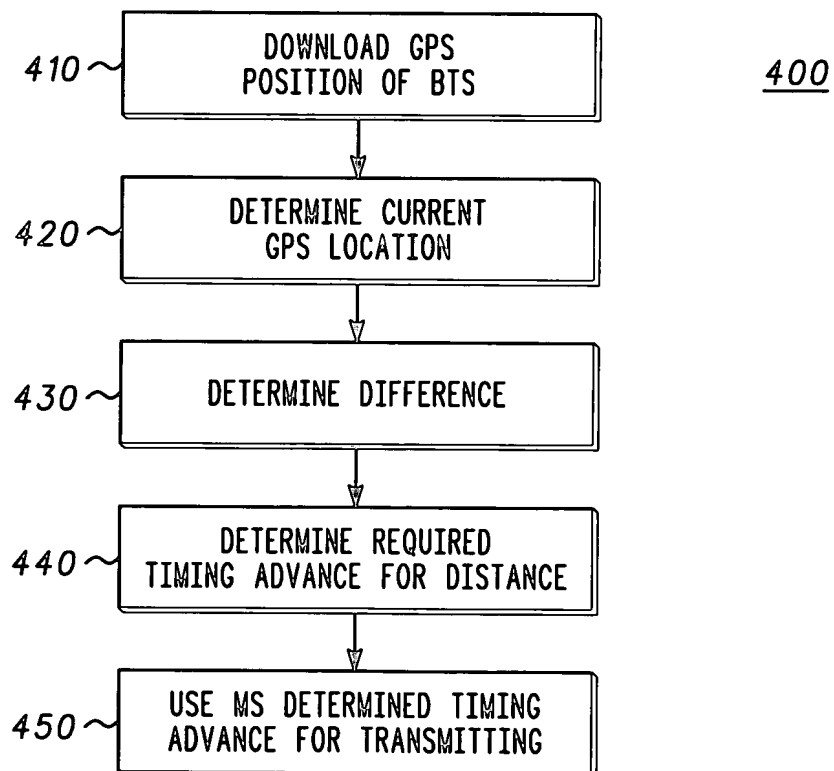 410
DOWNLOAD GPS
POSITION OF BTS
400
420
DETERMINE CURRENT
GPS LOCATION
430
DETERMINE DIFFERENCE
440
DETERMINE REQUIRED
TIMING ADVANCE FOR DISTANCE
450
USE MS DETERMINED TIMING
ADVANCE FOR TRANSMITTING